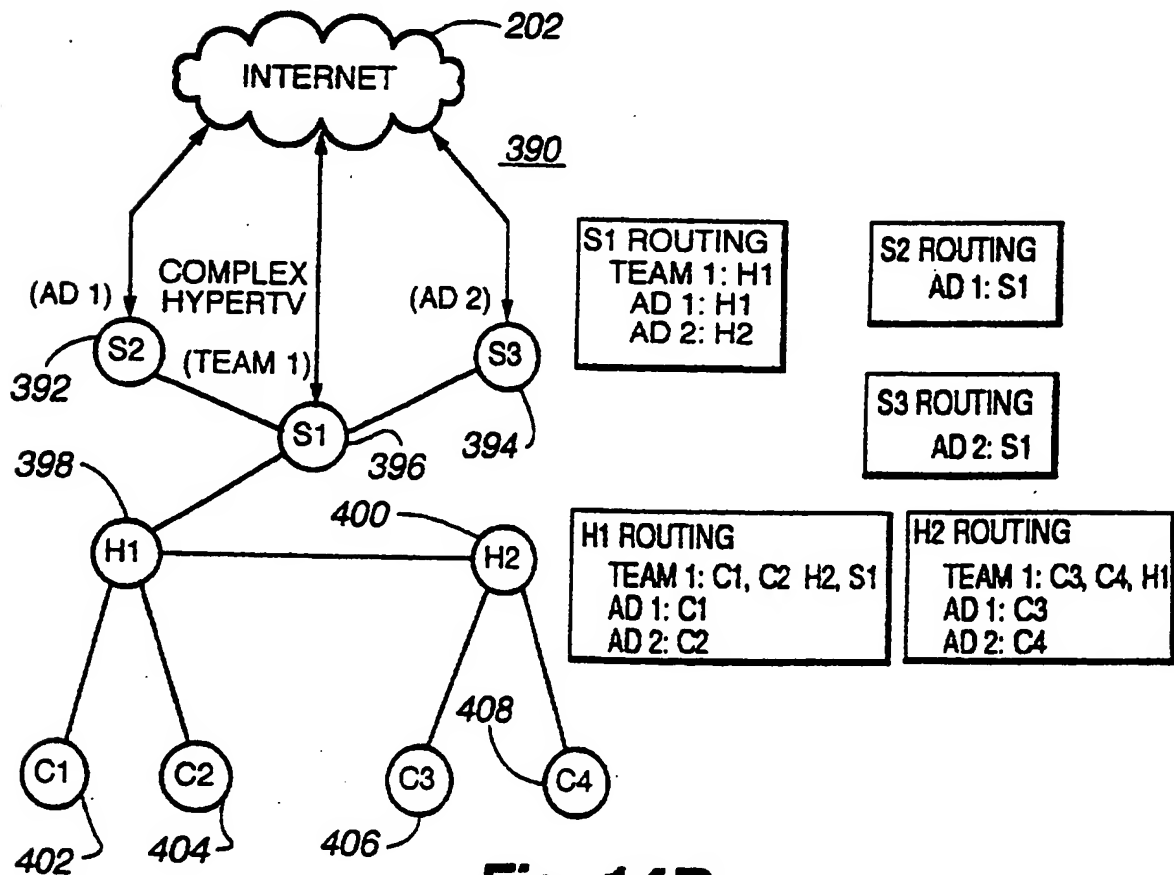 202
INTERNET
390
COMPLEX
HYPERTV
(AD 1)
(AD 2)
(TEAM 1)
S2
S3
S1
392
394
396
398
400
H1
H2
C1
C2
C3
C4
402
404
406
408
S1 ROUTING
TEAM 1: H1
AD 1: H1
AD 2: H2
S2 ROUTING
AD 1: S1
S3 ROUTING
AD 2: S1
H1 ROUTING
TEAM 1: C1, C2 H2, S1
AD 1: C1
AD 2: C2
H2 ROUTING
TEAM 1: C3, C4, H1
AD 1: C3
AD 2: C4